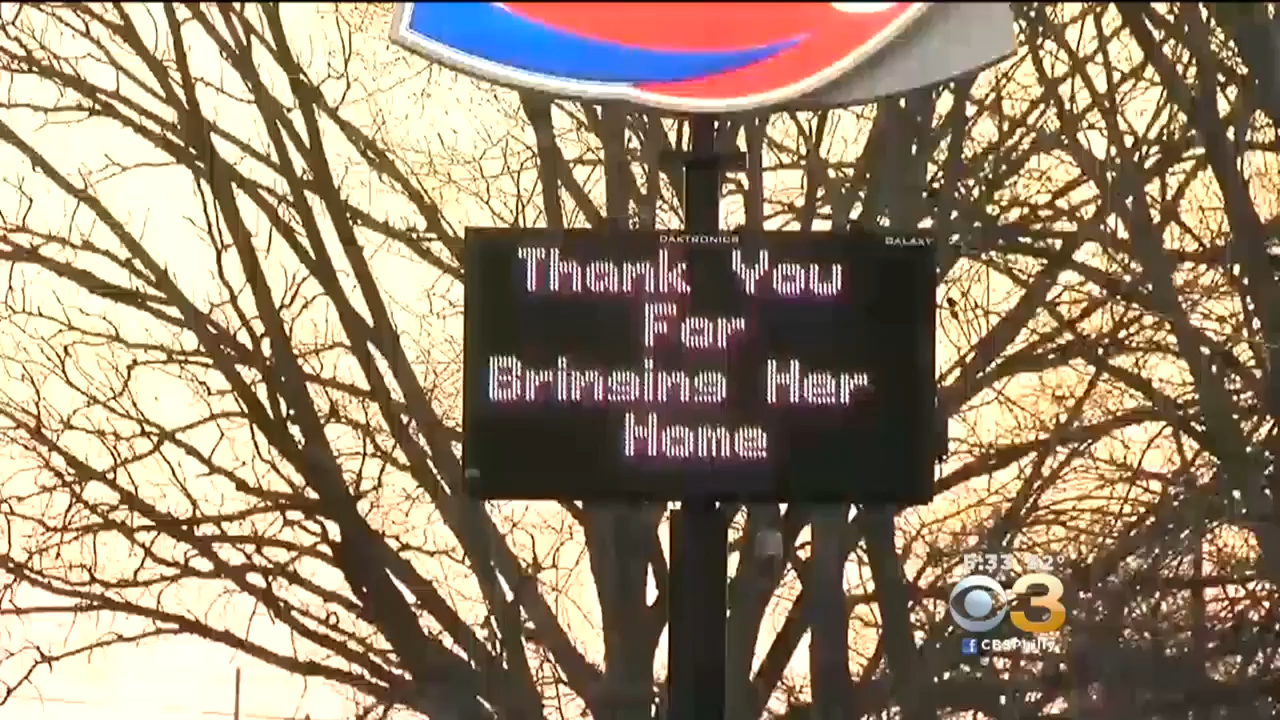 DAKTRONICS GALAXY
Thank You
For
Bringing Her
Home
3
CBSPhilly